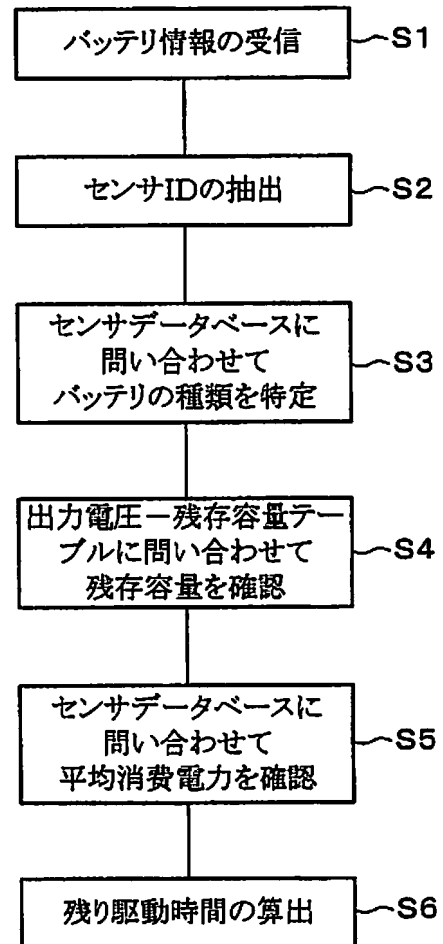 バッテリ情報の受信
S1
センサIDの抽出
S2
センサデータベースに
問い合わせて
バッテリの種類を特定
S3
出力電圧ー残存容量テー
ブルに問い合わせて
残存容量を確認
S4
センサデータベースに
問い合わせて
平均消費電力を確認
S5
残り駆動時間の算出
S6